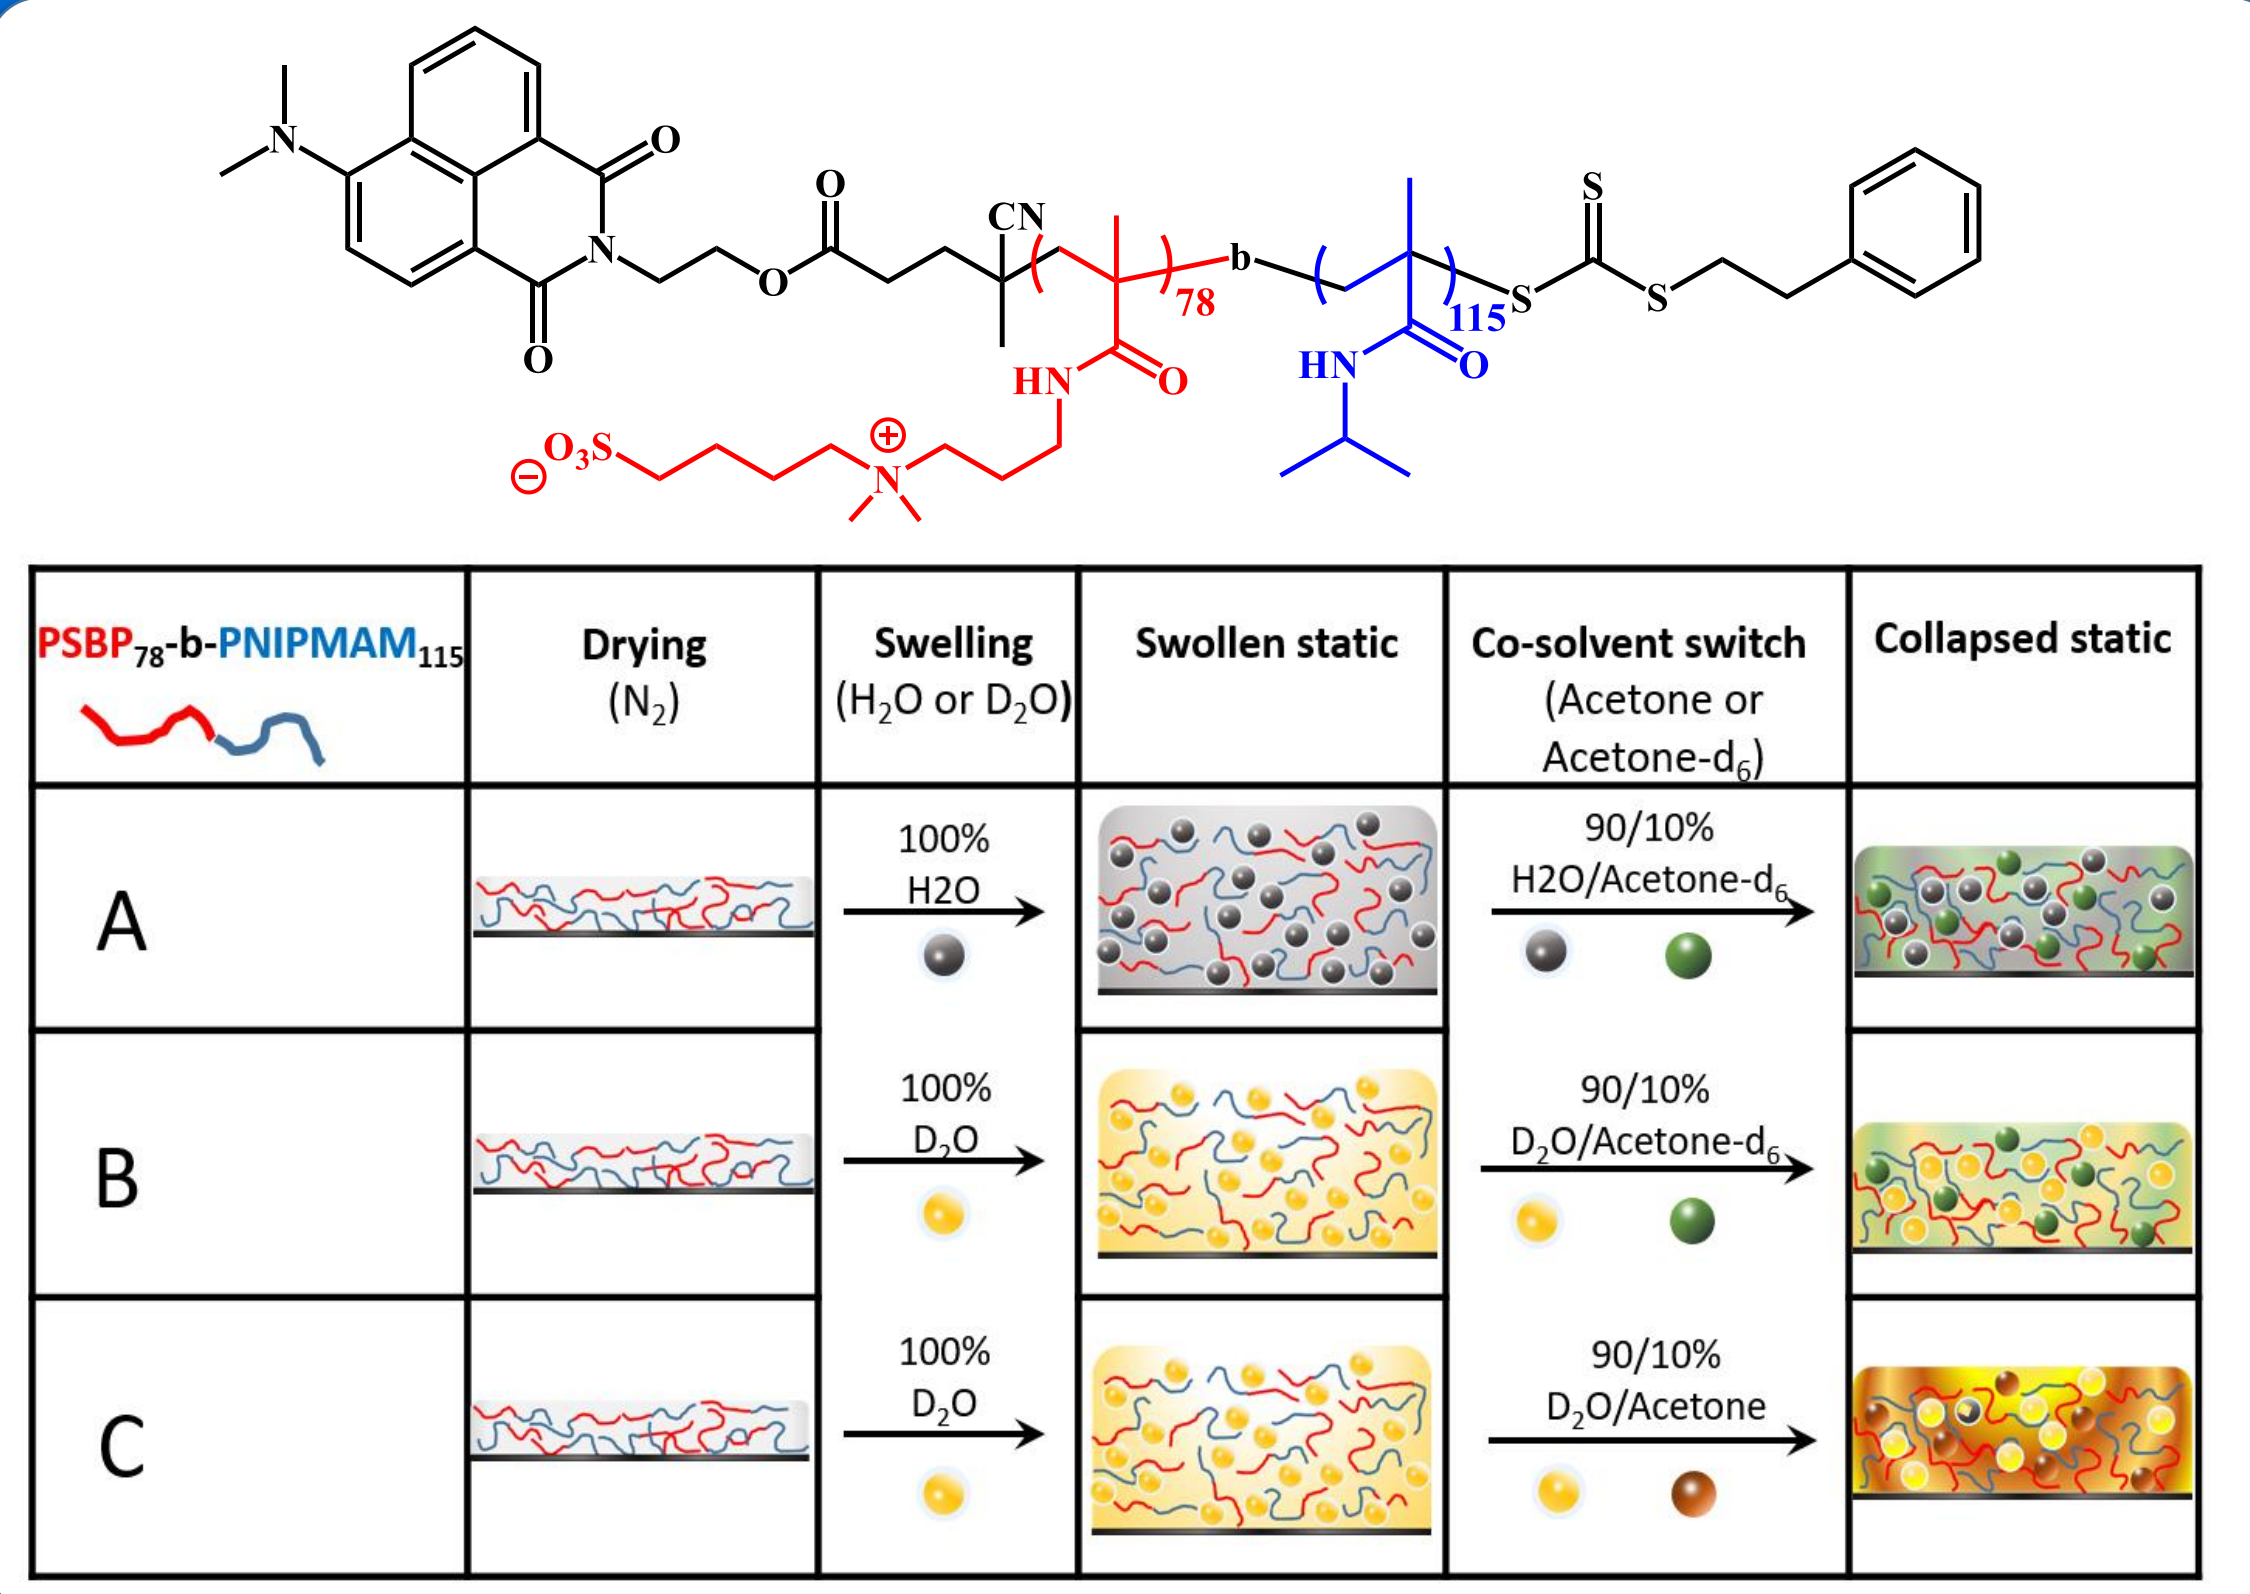 N
O
N
O
O
O
CN
78
b
115
S
S
S
HN
O
HN
O
O3S
⊖
⊕
N
PSBP78-b-PNIPMAM115
Drying
(N2)
Swelling
(H2O or D2O)
Swollen static
Co-solvent switch
(Acetone or
Acetone-d6)
Collapsed static
A
100%
H2O
90/10%
H2O/Acetone-d6
B
100%
D2O
90/10%
D2O/Acetone-d6
C
100%
D2O
90/10%
D2O/Acetone